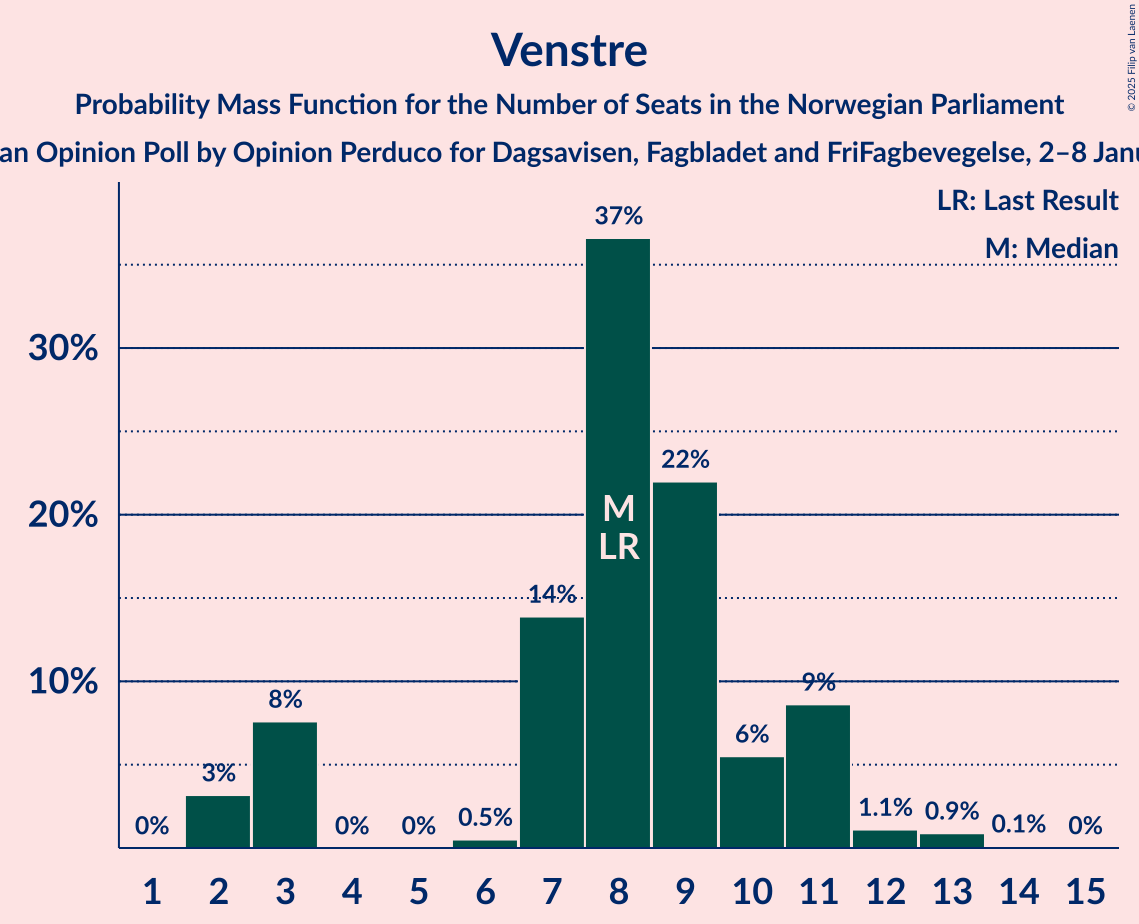 Venstre
Probability Mass Function for the Number of Seats in the Norwegian Parliament
an Opinion Poll by Opinion Perduco for Dagsavisen, Fagbladet and FriFagbevegelse, 2–8 Janu
© 2025 Filip van Laenen
LR: Last Result
M: Median
37%
30%
22%
20%
M
LR
14%
10%
9%
8%
6%
3%
1.1%
0.9%
0.5%
0.1%
0%
0%
0%
0%
1 2 3 4 5 6 7 8 9 10 11 12 13 14 15